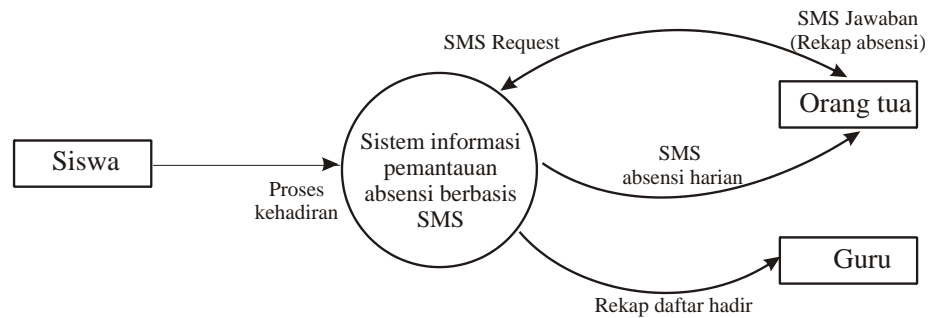 SMS Request
SMS Jawaban
(Rekap absensi)
Orang tua
Siswa
Proses
kehadiran
Sistem informasi
pemantauan
absensi berbasis
SMS
SMS
absensi harian
Guru
Rekap daftar hadir